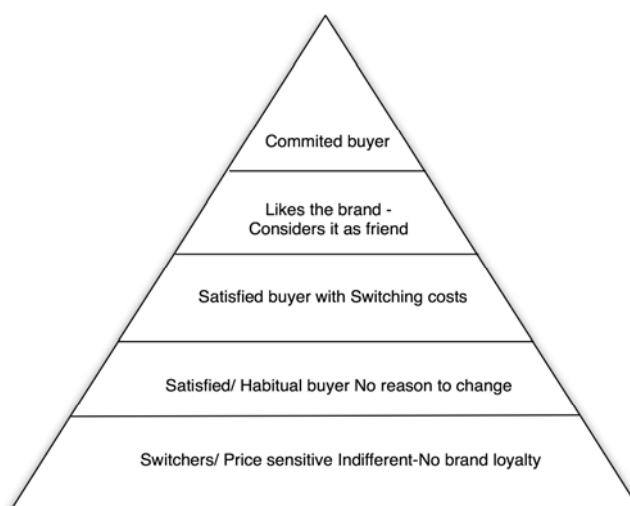 Commited buyer
Likes the brand -
Considers it as friend
Satisfied buyer with Switching costs
Satisfied/ Habitual buyer No reason to change
Switchers/ Price sensitive Indifferent-No brand loyalty